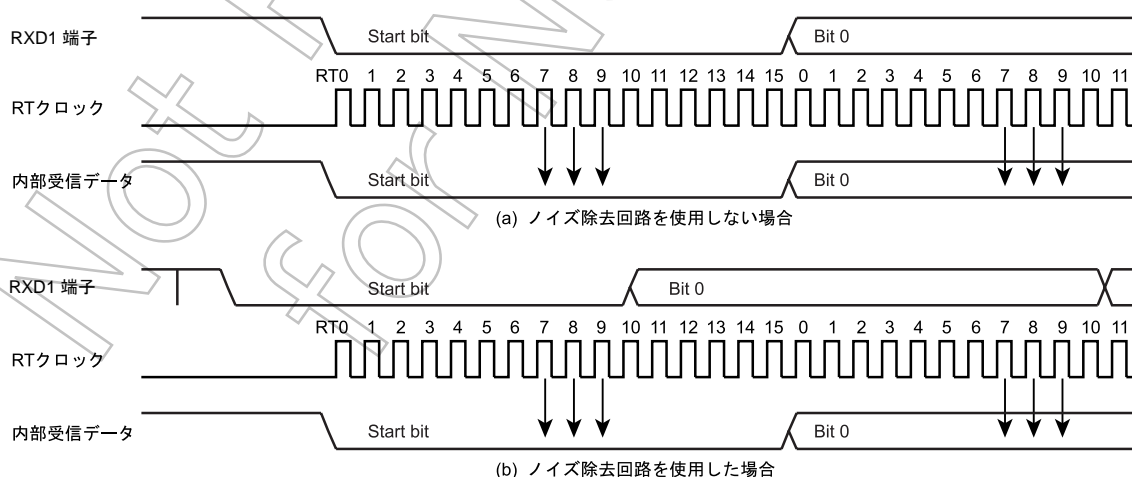 RXD1 端子 Start bit Bit 0
RT0 1 2 3 4 5 6 7 8 9 10 11 12 13 14 15 0 1 2 3 4 5 6 7 8 9 10 11
RTクロック
内部受信データ Start bit Bit 0
(a) ノイズ除去回路を使用しない場合
RXD1 端子 Start bit Bit 0
RT0 1 2 3 4 5 6 7 8 9 10 11 12 13 14 15 0 1 2 3 4 5 6 7 8 9 10 11
RTクロック
内部受信データ Start bit Bit 0
(b) ノイズ除去回路を使用した場合
Not
for